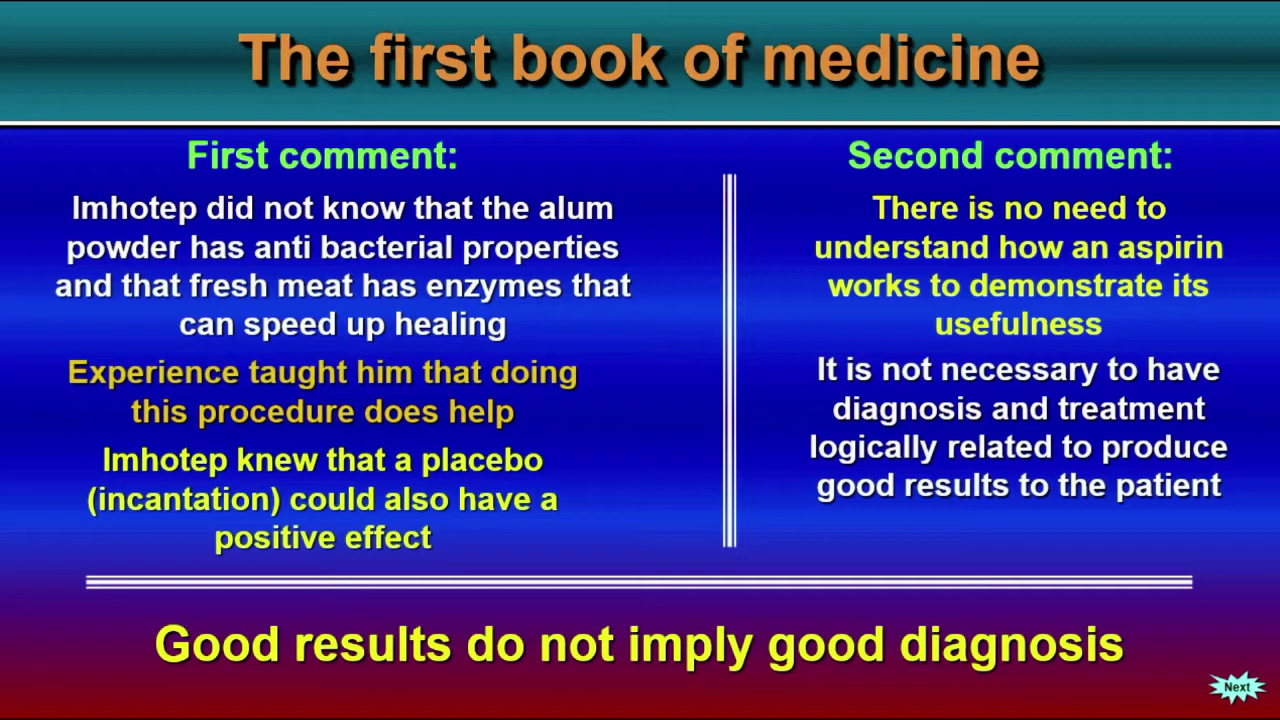 The first book of medicine
First comment:
Imhotep did not know that the alum
powder has anti bacterial properties
and that fresh meat has enzymes that
can speed up healing
Experience taught him that doing
this procedure does help
Imhotep knew that a placebo
(incantation) could also have a
positive effect
Second comment:
There is no need to
understand how an aspirin
works to demonstrate its
usefulness
It is not necessary to have
diagnosis and treatment
logically related to produce
good results to the patient
Good results do not imply good diagnosis
Next